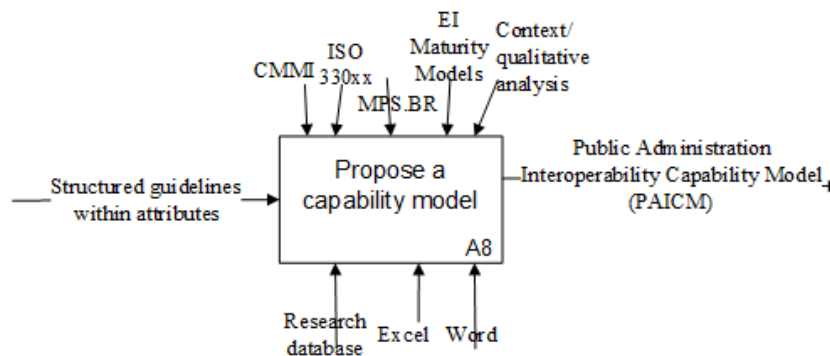 EI
Maturity
Models
Context/
qualitative
analysis
ISO
330xx
CMMI
MPS.BR
Propose a
capability model
A8
Structured guidelines
within attributes
Public Administration
Interoperability Capability Model
(PAICM)
Research
database
Excel
Word